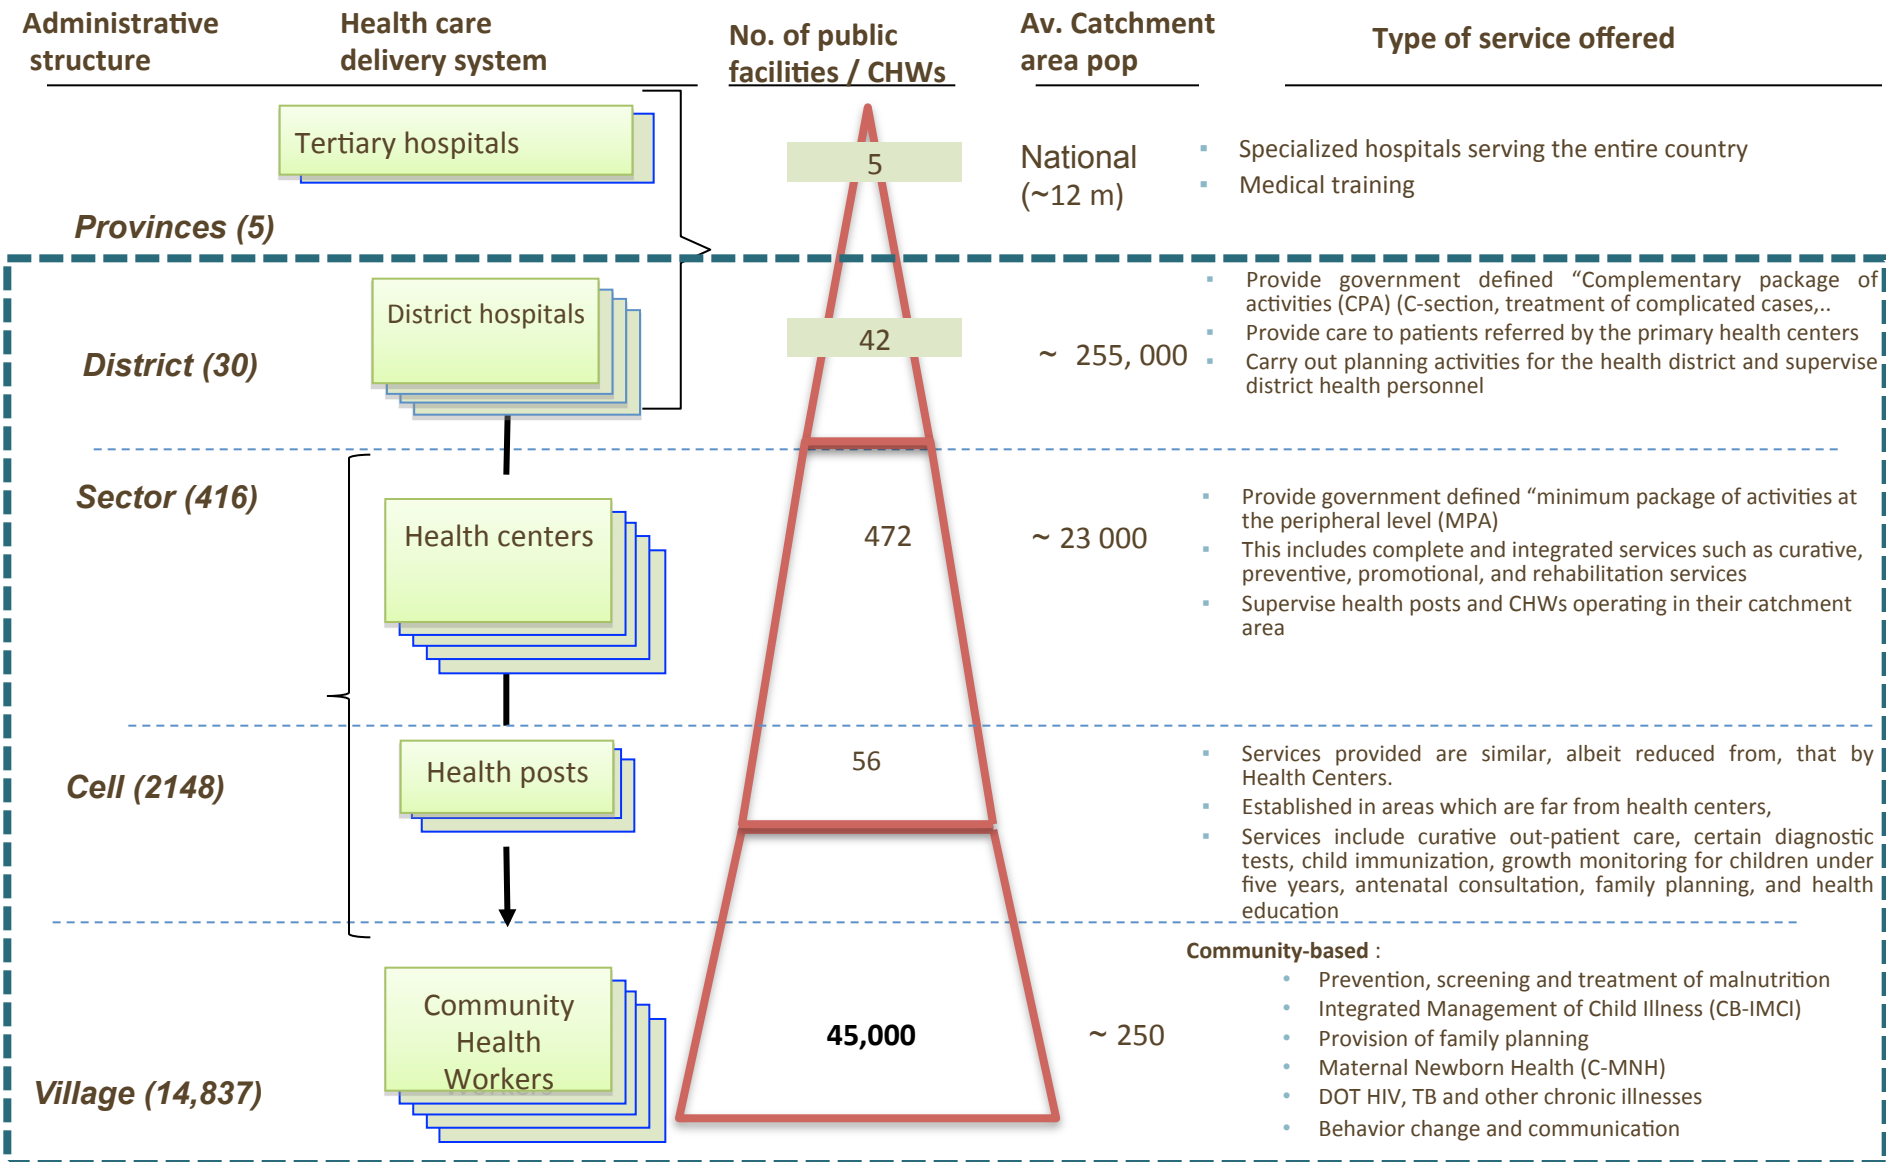 Administrative
structure
Health care
delivery system
No. of public
facilities / CHWs
Av. Catchment
area pop
Type of service offered
Tertiary hospitals
5
National
(~12 m)
Specialized hospitals serving the entire country
Medical training
Provinces (5)
District hospitals
District (30)
42
~ 255, 000
Provide government defined “Complementary package of
activities (CPA) (C-section, treatment of complicated cases,..
Provide care to patients referred by the primary health centers
Carry out planning activities for the health district and supervise
district health personnel
Sector (416)
Health centers
472
~ 23 000
Provide government defined “minimum package of activities at
the peripheral level (MPA)
This includes complete and integrated services such as curative,
preventive, promotional, and rehabilitation services
Supervise health posts and CHWs operating in their catchment
area
Cell (2148)
Health posts
56
Services provided are similar, albeit reduced from, that by
Health Centers.
Established in areas which are far from health centers,
Services include curative out-patient care, certain diagnostic
tests, child immunization, growth monitoring for children under
five years, antenatal consultation, family planning, and health
education
Village (14,837)
Community
Health
Workers
45,000
~ 250
Community-based :
Prevention, screening and treatment of malnutrition
Integrated Management of Child Illness (CB-IMCI)
Provision of family planning
Maternal Newborn Health (C-MNH)
DOT HIV, TB and other chronic illnesses
Behavior change and communication